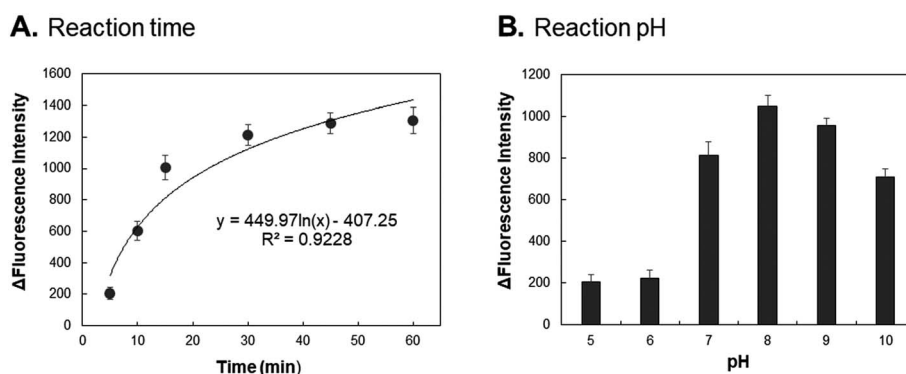 A. Reaction time
ΔFluorescence Intensity
1600
1400
1200
1000
800
600
400
200
0
y = 449.97ln(x) - 407.25
R² = 0.9228
0 10 20 30 40 50 60
Time (min)
B. Reaction pH
ΔFluorescence Intensity
1200
1000
800
600
400
200
0
5 6 7 8 9 10
pH